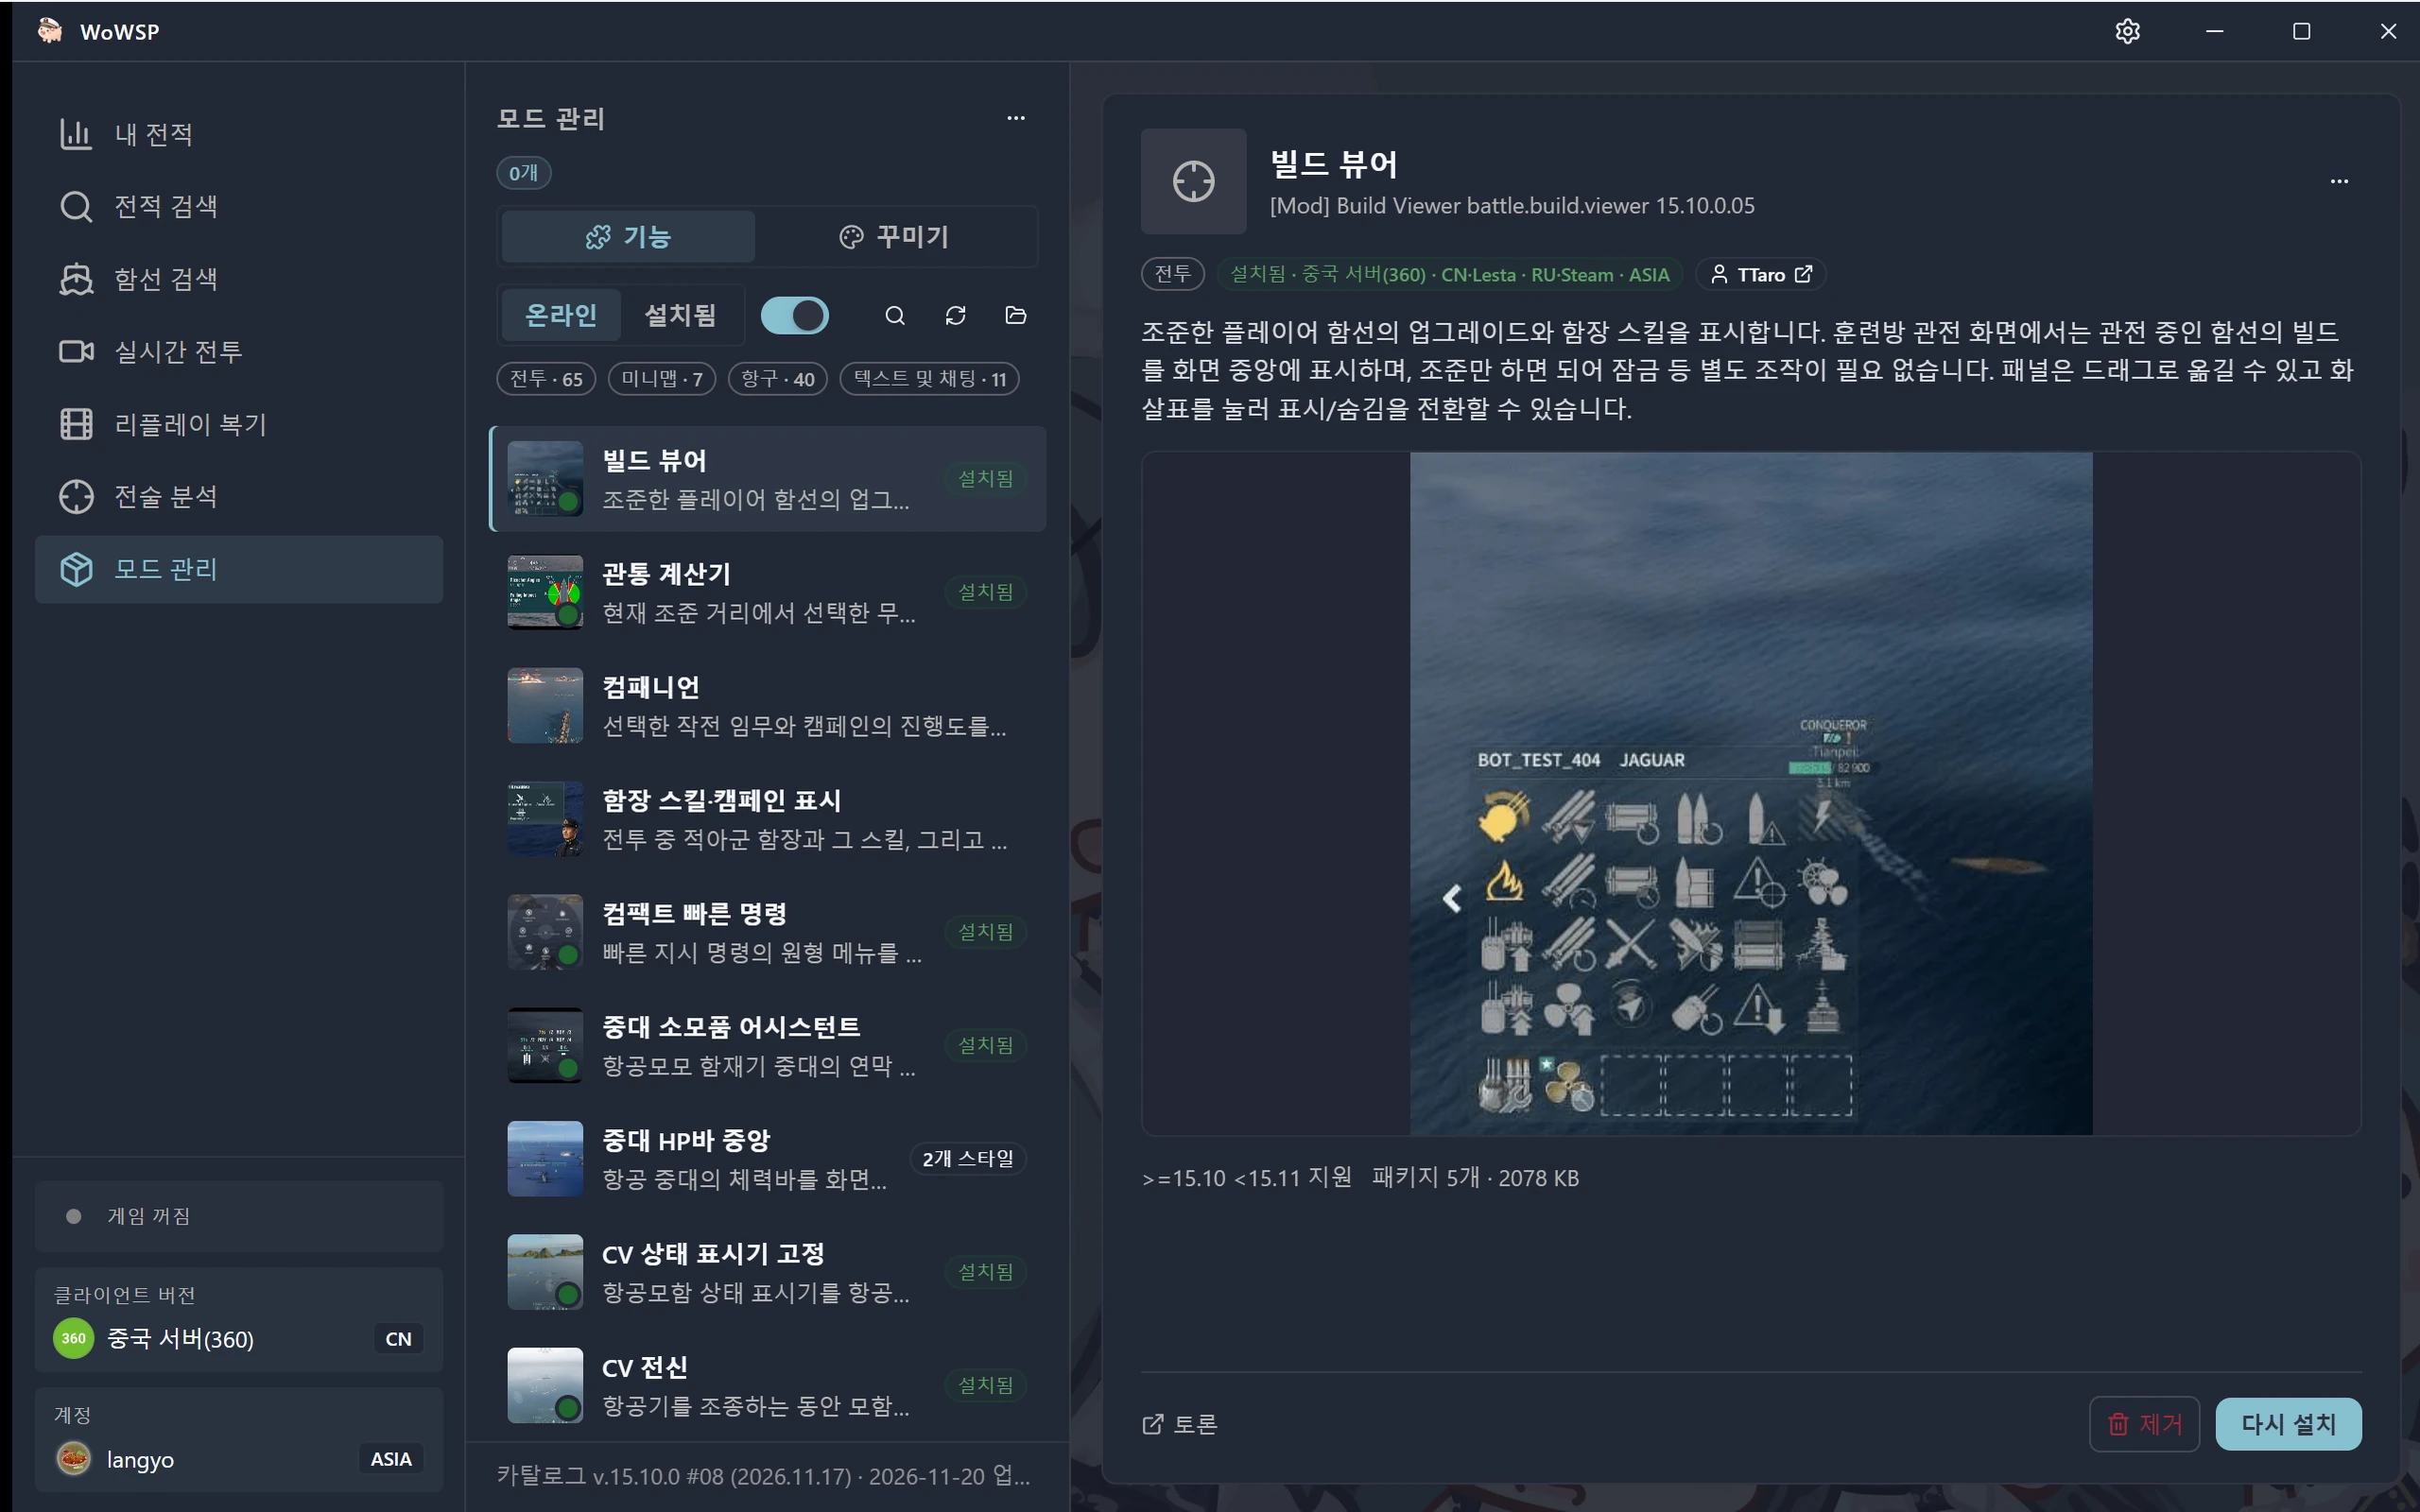 WoWSP
내 전적
전적 검색
함선 검색
실시간 전투
리플레이 복기
전술 분석
모드 관리
게임 꺼짐
클라이언트 버전
360 중국 서버(360) CN
계정
langyo ASIA
모드 관리
0개
기능 꾸미기
온라인 설치됨
전투 · 65 미니맵 · 7 항구 · 40 텍스트 및 채팅 · 11
빌드 뷰어
조준한 플레이어 함선의 업그...
설치됨
관통 계산기
현재 조준 거리에서 선택한 무...
설치됨
컴패니언
선택한 작전 임무와 캠페인의 진행도를...
함장 스킬·캠페인 표시
전투 중 적아군 함장과 그 스킬, 그리고 ...
컴팩트 빠른 명령
빠른 지시 명령의 원형 메뉴를 ...
설치됨
중대 소모품 어시스턴트
항공모모 함재기 중대의 연막 ...
설치됨
중대 HP바 중앙
항공 중대의 체력바를 화면...
2개 스타일
CV 상태 표시기 고정
항공모함 상태 표시기를 항공...
설치됨
CV 전신
항공기를 조종하는 동안 모함...
설치됨
카탈로그 v.15.10.0 #08 (2026.11.17) · 2026-11-20 업...
빌드 뷰어
[Mod] Build Viewer battle.build.viewer 15.10.0.05
전투 설치됨 · 중국 서버(360) · CN·Lesta · RU·Steam · ASIA TTaro
조준한 플레이어 함선의 업그레이드와 함장 스킬을 표시합니다. 훈련방 관전 화면에서는 관전 중인 함선의 빌드
를 화면 중앙에 표시하며, 조준만 하면 되어 잠금 등 별도 조작이 필요 없습니다. 패널은 드래그로 옮길 수 있고 화
살표를 눌러 표시/숨김을 전환할 수 있습니다.
CONQUEROR
Tianpei
82 900
BOT_TEST_404 JAGUAR
>=15.10 <15.11 지원 패키지 5개 · 2078 KB
토론
제거
다시 설치